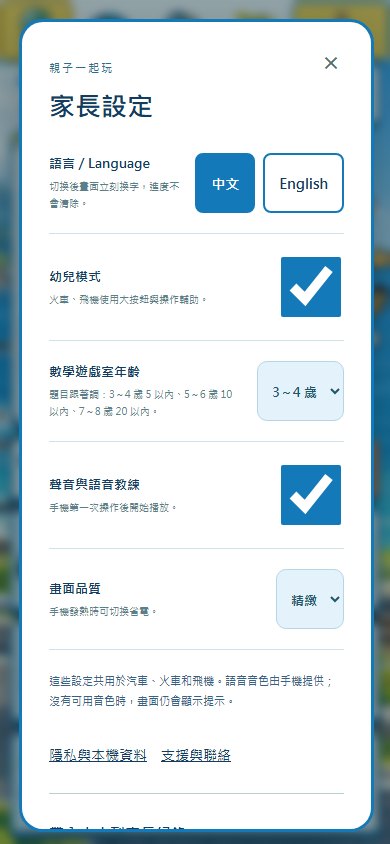 親子一起玩
家長設定
語言 / Language
切換後畫面立刻換字，進度不
會清除。
中文
English
幼兒模式
火車、飛機使用大按鈕與操作輔助。
數學遊戲室年齡
題目跟著調：3～4 歲 5 以內、5～6 歲 10
以內、7～8 歲 20 以內。
3～4 歲
聲音與語音教練
手機第一次操作後開始播放。
畫面品質
手機發熱時可切換省電。
精緻
這些設定共用於汽車、火車和飛機。語音音色由手機提供；
沒有可用音色時，畫面仍會顯示提示。
隱私與本機資料
支援與聯絡